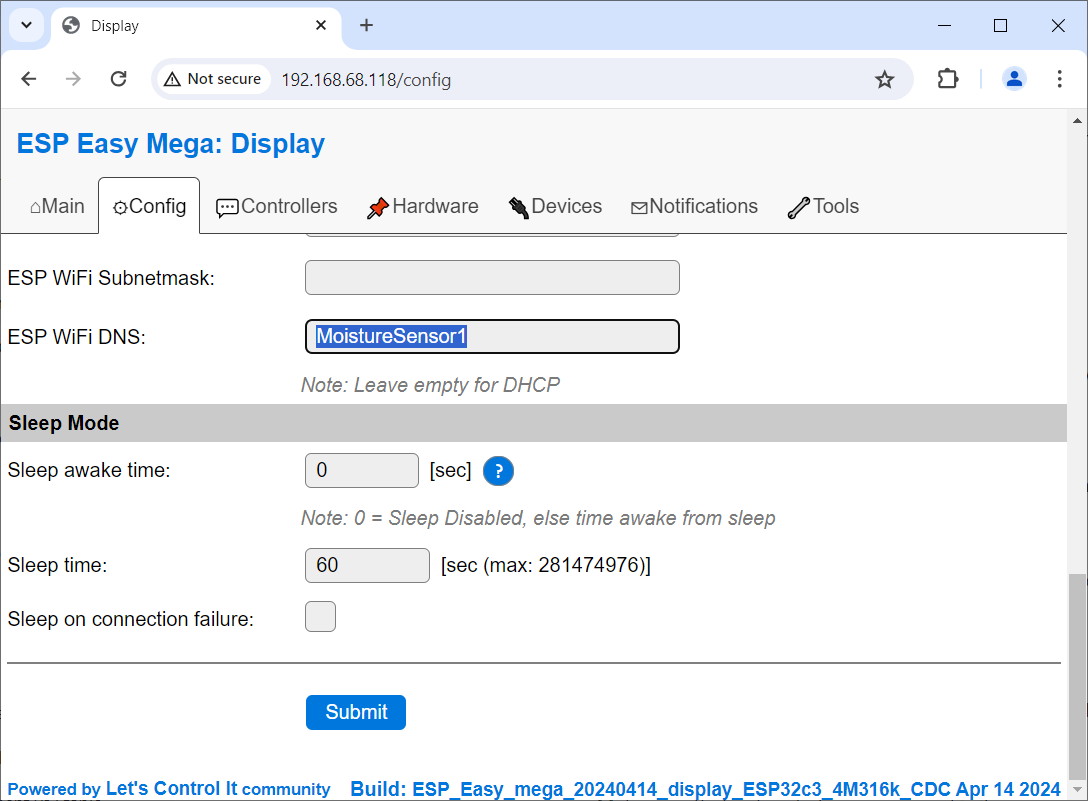 Display
Not secure 192.168.68.118/config
ESP Easy Mega: Display
Main Config Controllers Hardware Devices Notifications Tools
ESP WiFi Subnetmask:
ESP WiFi DNS: MoistureSensor1
Note: Leave empty for DHCP
Sleep Mode
Sleep awake time: 0 [sec] ?
Note: 0 = Sleep Disabled, else time awake from sleep
Sleep time: 60 [sec (max: 281474976)]
Sleep on connection failure:
Submit
Powered by Let's Control It community Build: ESP_Easy_mega_20240414_display_ESP32c3_4M316k_CDC Apr 14 2024